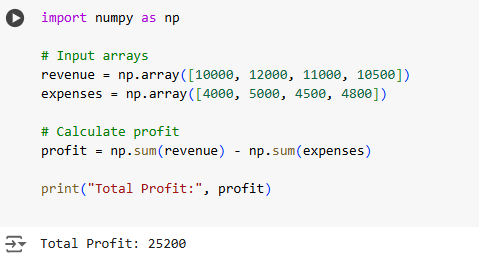 import numpy as np
# Input arrays
revenue = np.array([10000, 12000, 11000, 10500])
expenses = np.array([4000, 5000, 4500, 4800])
# Calculate profit
profit = np.sum(revenue) - np.sum(expenses)
print("Total Profit:", profit)
Total Profit: 25200